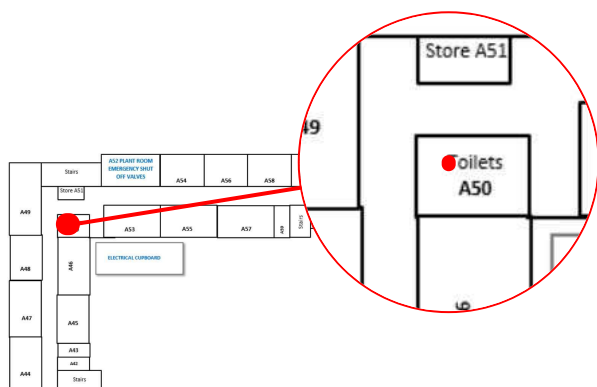 Store A51
49
Toilets
A50
6
Stairs
A52 PLANT ROOM
EMERGENCY SHUT
OFF VALVES
A54
A56
A58
Store A51
A49
A53
A55
A57
A59
Stairs
A48
A46
ELECTRICAL CUPBOARD
A47
A45
A43
A42
A44
Stairs